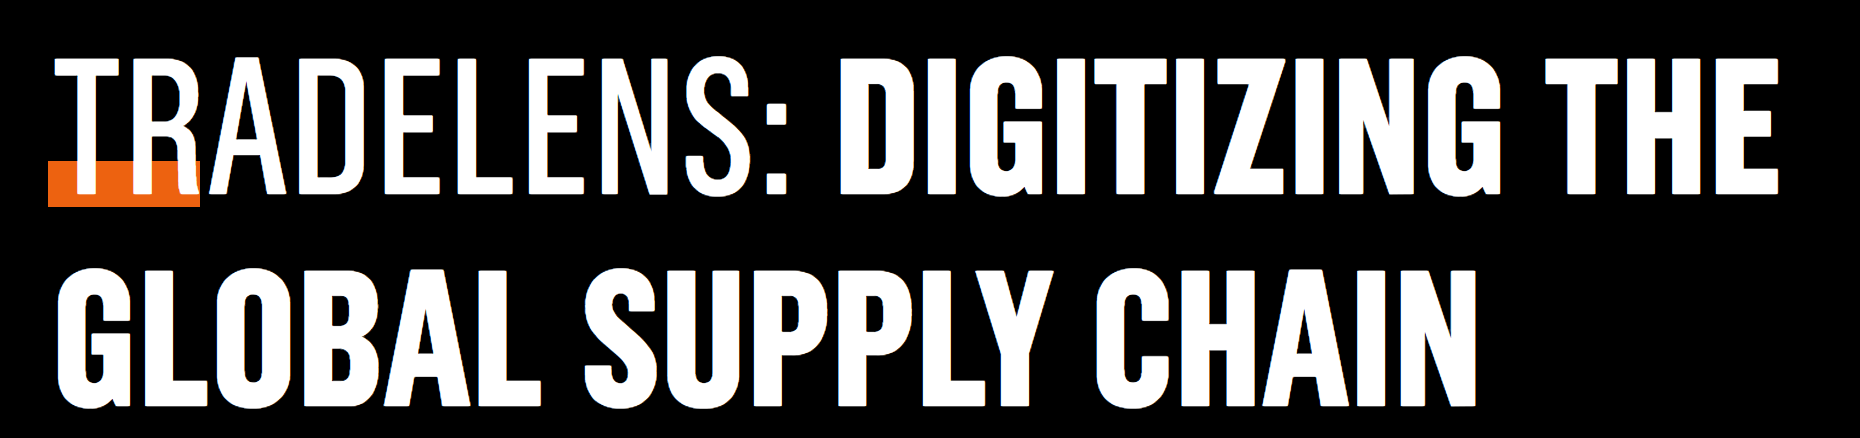 TRADELENS: DIGITIZING THE
GLOBAL SUPPLY CHAIN